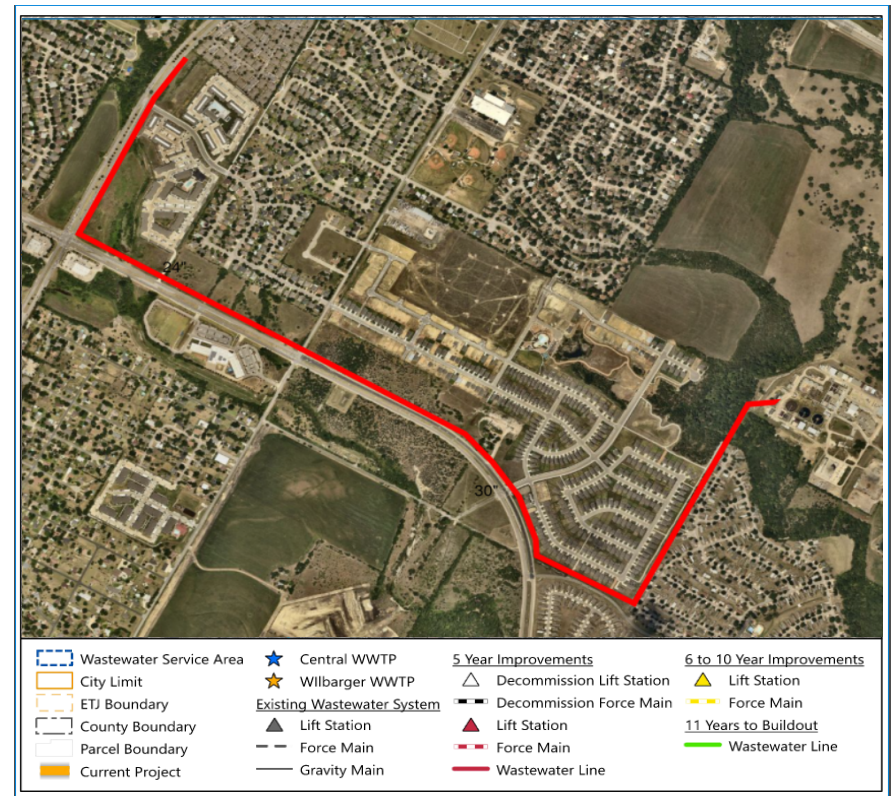 24"
30"
Wastewater Service Area
City Limit
ETJ Boundary
County Boundary
Parcel Boundary
Current Project
Central WWTP
WIlbarger WWTP
Existing Wastewater System
Lift Station
Force Main
Gravity Main
5 Year Improvements
Decommission Lift Station
Decommission Force Main
Lift Station
Force Main
Wastewater Line
6 to 10 Year Improvements
Lift Station
Force Main
11 Years to Buildout
Wastewater Line